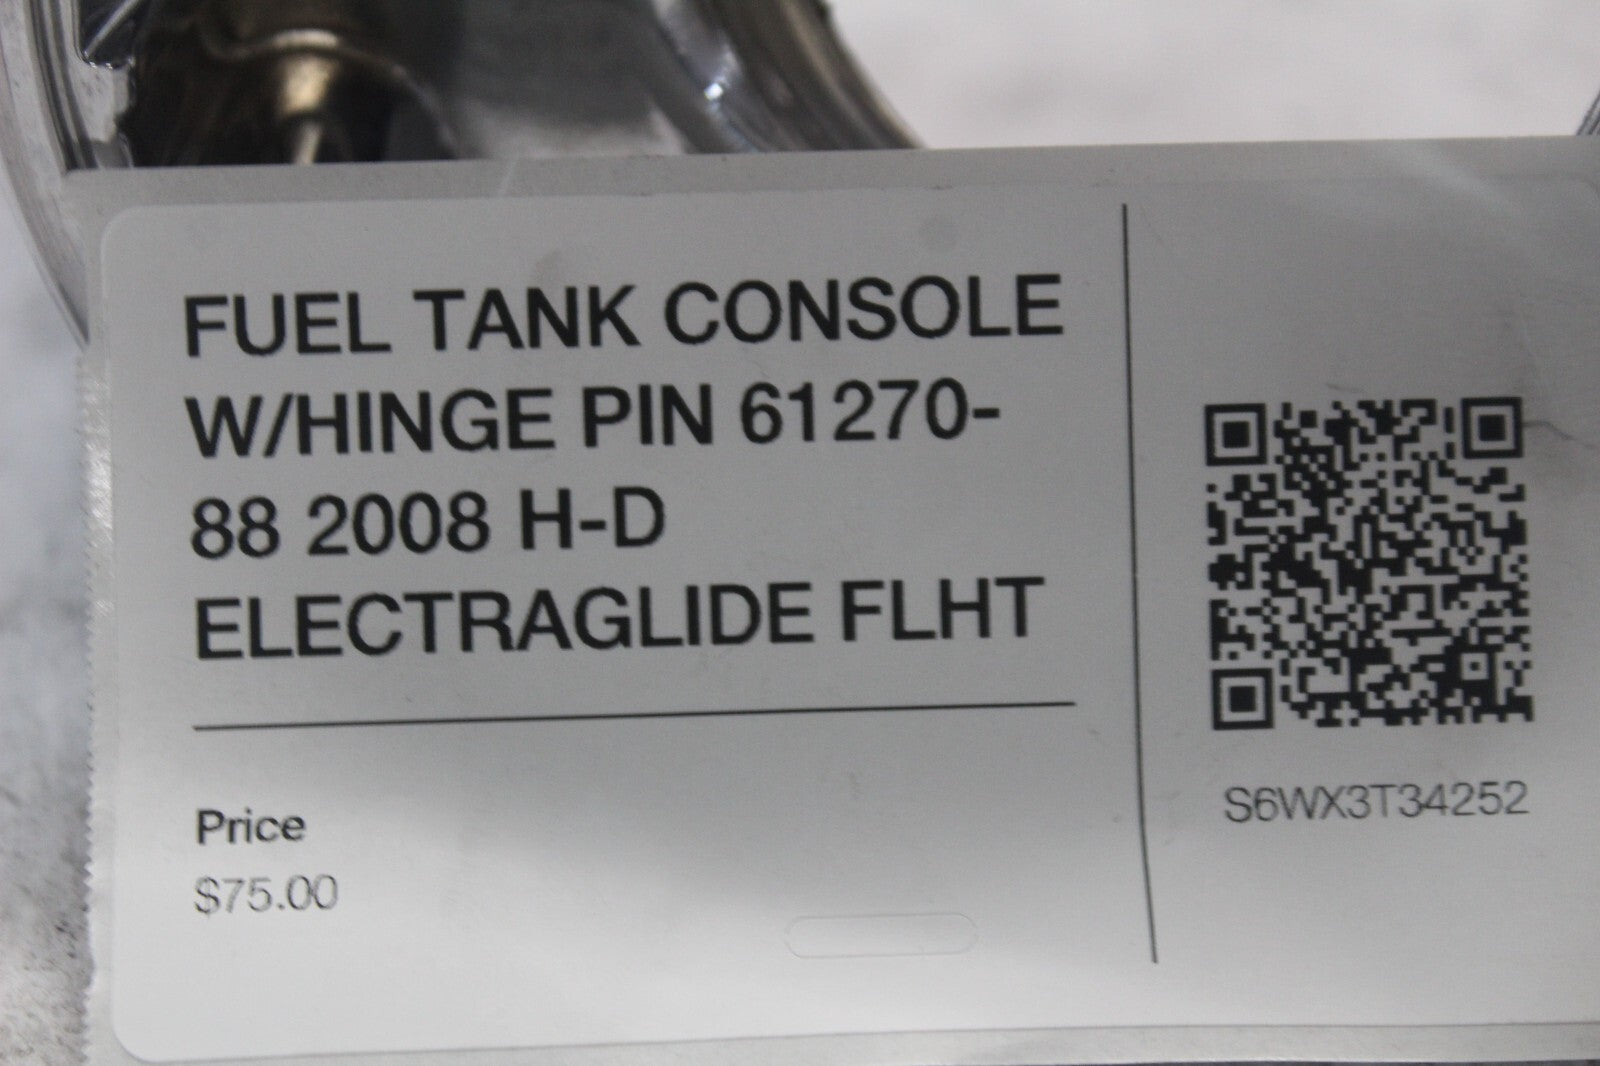 FUEL TANK CONSOLE
W/HINGE PIN 61270-
88 2008 H-D
ELECTRAGLIDE FLHT
Price
$75.00
S6WX3T34252